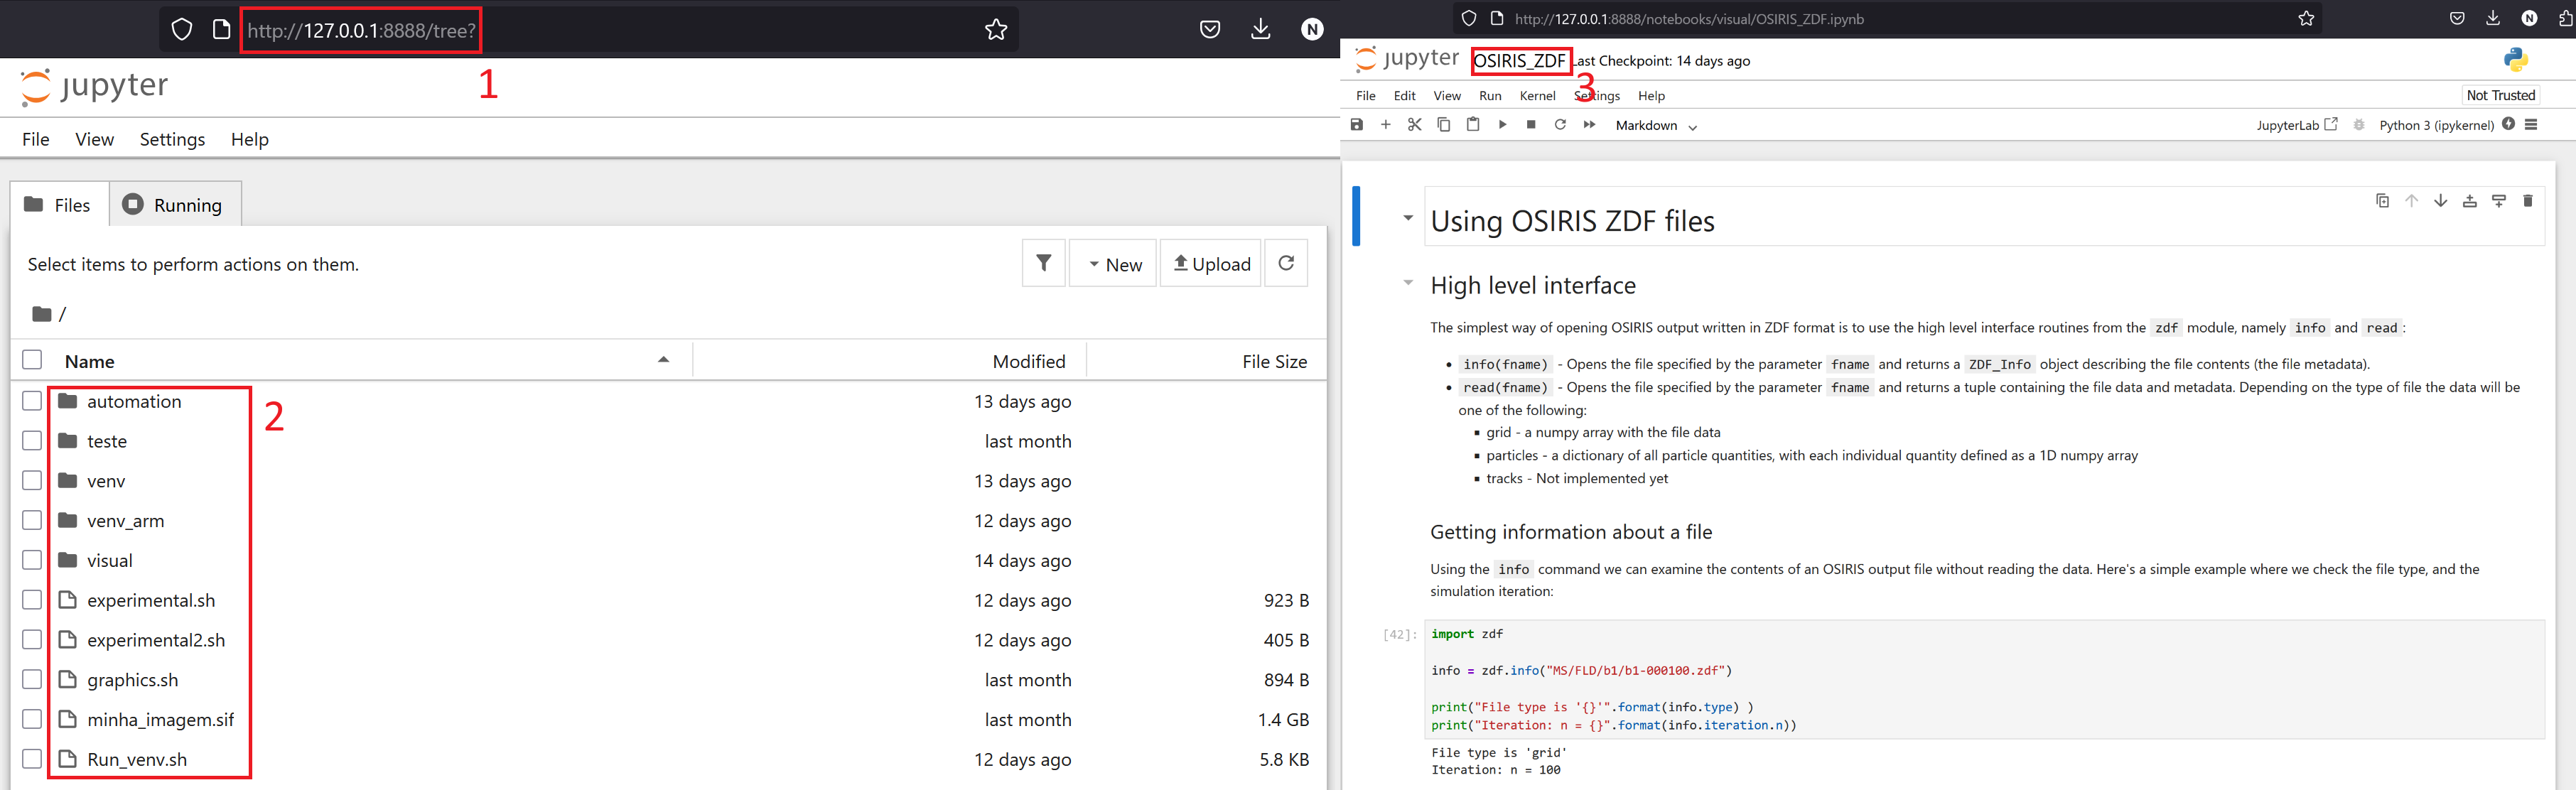 http://127.0.0.1:8888/tree?
N
1
jupyter
File View Settings Help
Files Running
Select items to perform actions on them.
New Upload
/
Name Modified File Size
2
automation 13 days ago
teste last month
venv 13 days ago
venv_arm 12 days ago
visual 14 days ago
experimental.sh 12 days ago 923 B
experimental2.sh 12 days ago 405 B
graphics.sh last month 894 B
minha_imagem.sif last month 1.4 GB
Run_venv.sh 12 days ago 5.8 KB
http://127.0.0.1:8888/notebooks/visual/OSIRIS_ZDF.ipynb
N
jupyter OSIRIS_ZDF Last Checkpoint: 14 days ago
3
File Edit View Run Kernel Settings Help
Not Trusted
Markdown
JupyterLab Python 3 (ipykernel)
Using OSIRIS ZDF files
High level interface
The simplest way of opening OSIRIS output written in ZDF format is to use the high level interface routines from the zdf module, namely info and read :
• info(fname) - Opens the file specified by the parameter fname and returns a ZDF_Info object describing the file contents (the file metadata).
• read(fname) - Opens the file specified by the parameter fname and returns a tuple containing the file data and metadata. Depending on the type of file the data will be
one of the following:
▪ grid - a numpy array with the file data
▪ particles - a dictionary of all particle quantities, with each individual quantity defined as a 1D numpy array
▪ tracks - Not implemented yet
Getting information about a file
Using the info command we can examine the contents of an OSIRIS output file without reading the data. Here's a simple example where we check the file type, and the
simulation iteration:
[42]: import zdf
info = zdf.info("MS/FLD/b1/b1-000100.zdf")
print("File type is '{}'".format(info.type) )
print("Iteration: n = {}".format(info.iteration.n))
File type is 'grid'
Iteration: n = 100